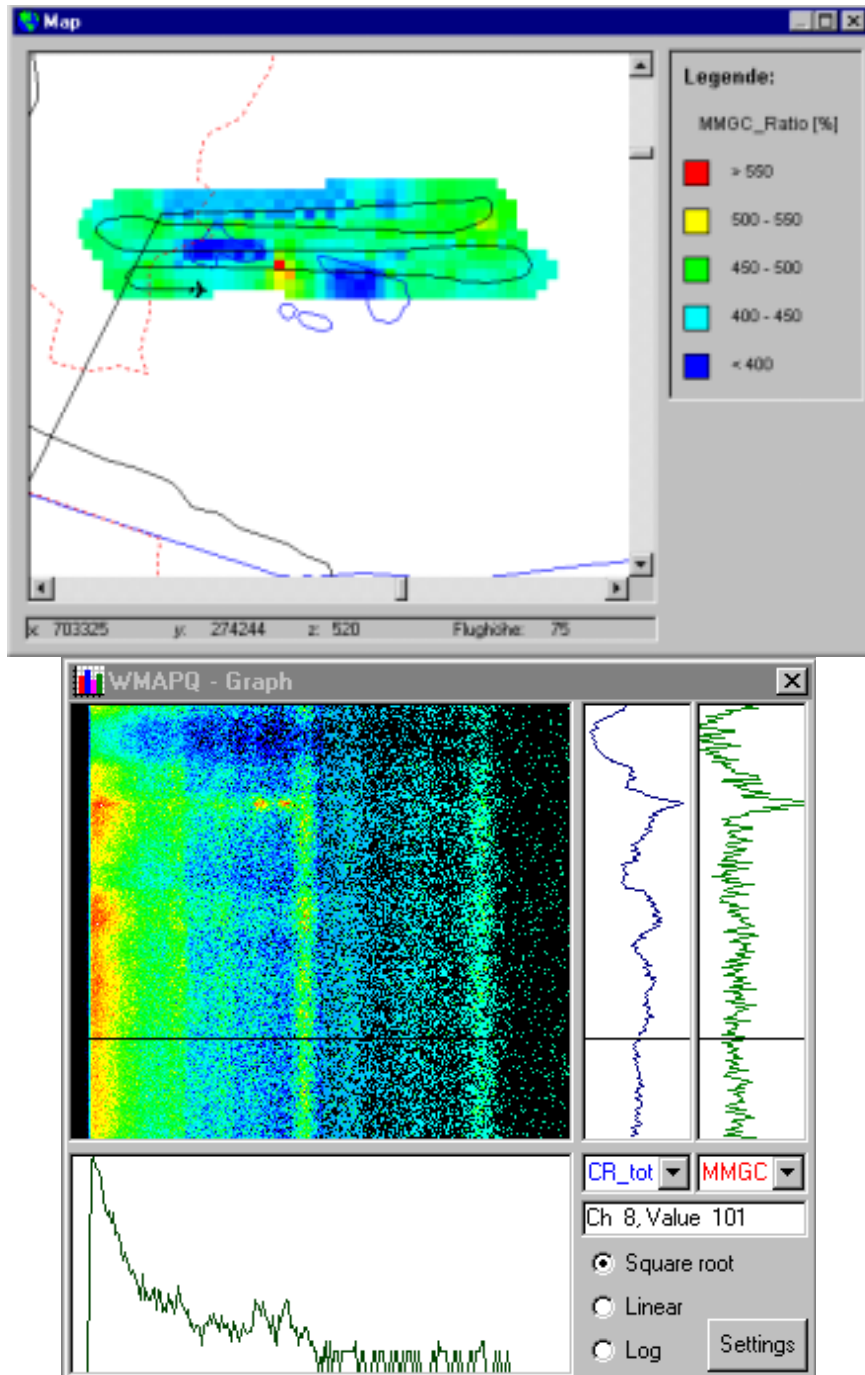 Map
Legende:
MMGC_Ratio [%]
> 550
500 - 550
450 - 500
400 - 450
< 400
x: 703325 y: 274244 z: 520 Flughöhe: 75
WMAPQ - Graph
CR_tot MMGC
Ch 8, Value 101
Square root
Linear
Log
Settings